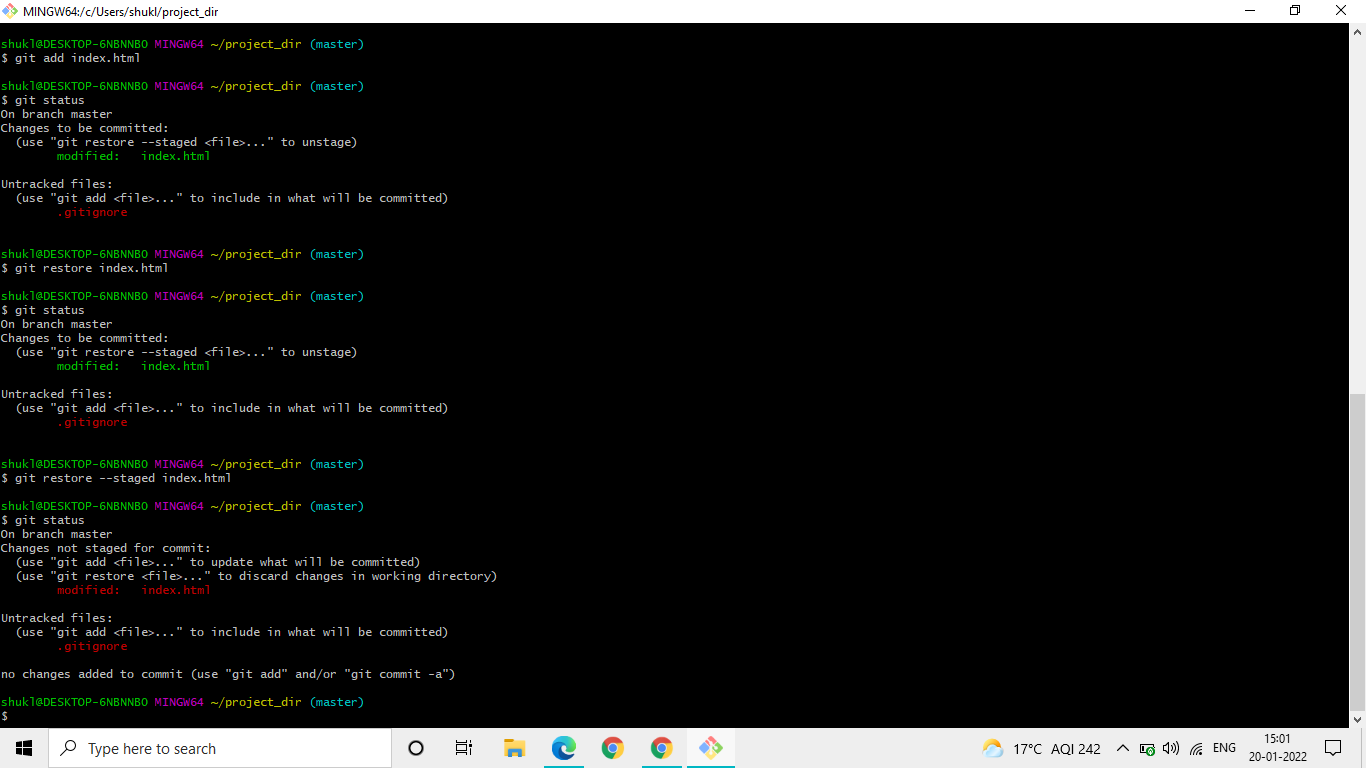 MINGW64:/c/Users/shukl/project_dir
shukl@DESKTOP-6NBNNBO MINGW64 ~/project_dir (master)
$ git add index.html
shukl@DESKTOP-6NBNNBO MINGW64 ~/project_dir (master)
$ git status
On branch master
Changes to be committed:
  (use "git restore --staged <file>..." to unstage)
        modified:   index.html
Untracked files:
  (use "git add <file>..." to include in what will be committed)
        .gitignore
shukl@DESKTOP-6NBNNBO MINGW64 ~/project_dir (master)
$ git restore index.html
shukl@DESKTOP-6NBNNBO MINGW64 ~/project_dir (master)
$ git status
On branch master
Changes to be committed:
  (use "git restore --staged <file>..." to unstage)
        modified:   index.html
Untracked files:
  (use "git add <file>..." to include in what will be committed)
        .gitignore
shukl@DESKTOP-6NBNNBO MINGW64 ~/project_dir (master)
$ git restore --staged index.html
shukl@DESKTOP-6NBNNBO MINGW64 ~/project_dir (master)
$ git status
On branch master
Changes not staged for commit:
  (use "git add <file>..." to update what will be committed)
  (use "git restore <file>..." to discard changes in working directory)
        modified:   index.html
Untracked files:
  (use "git add <file>..." to include in what will be committed)
        .gitignore
no changes added to commit (use "git add" and/or "git commit -a")
shukl@DESKTOP-6NBNNBO MINGW64 ~/project_dir (master)
$
Type here to search
17°C AQI 242
ENG
15:01
20-01-2022